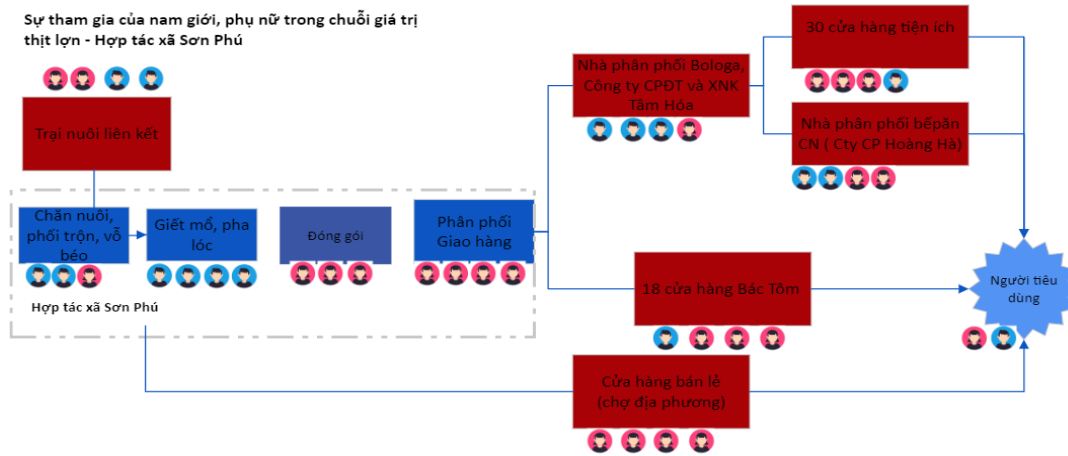 Sự tham gia của nam giới, phụ nữ trong chuỗi giá trị
thịt lợn - Hợp tác xã Sơn Phú
Trại nuôi liên kết
Chăn nuôi,
phối trộn, vỗ
béo
Giết mổ, pha
lóc
Đóng gói
Phân phối
Giao hàng
Hợp tác xã Sơn Phú
Nhà phân phối Bologa,
Công ty CPĐT và XNK
Tâm Hóa
30 cửa hàng tiện ích
Nhà phân phối bếpăn
CN ( Cty CP Hoàng Hà)
18 cửa hàng Bác Tôm
Người tiêu
dùng
Cửa hàng bán lẻ
(chợ địa phương)